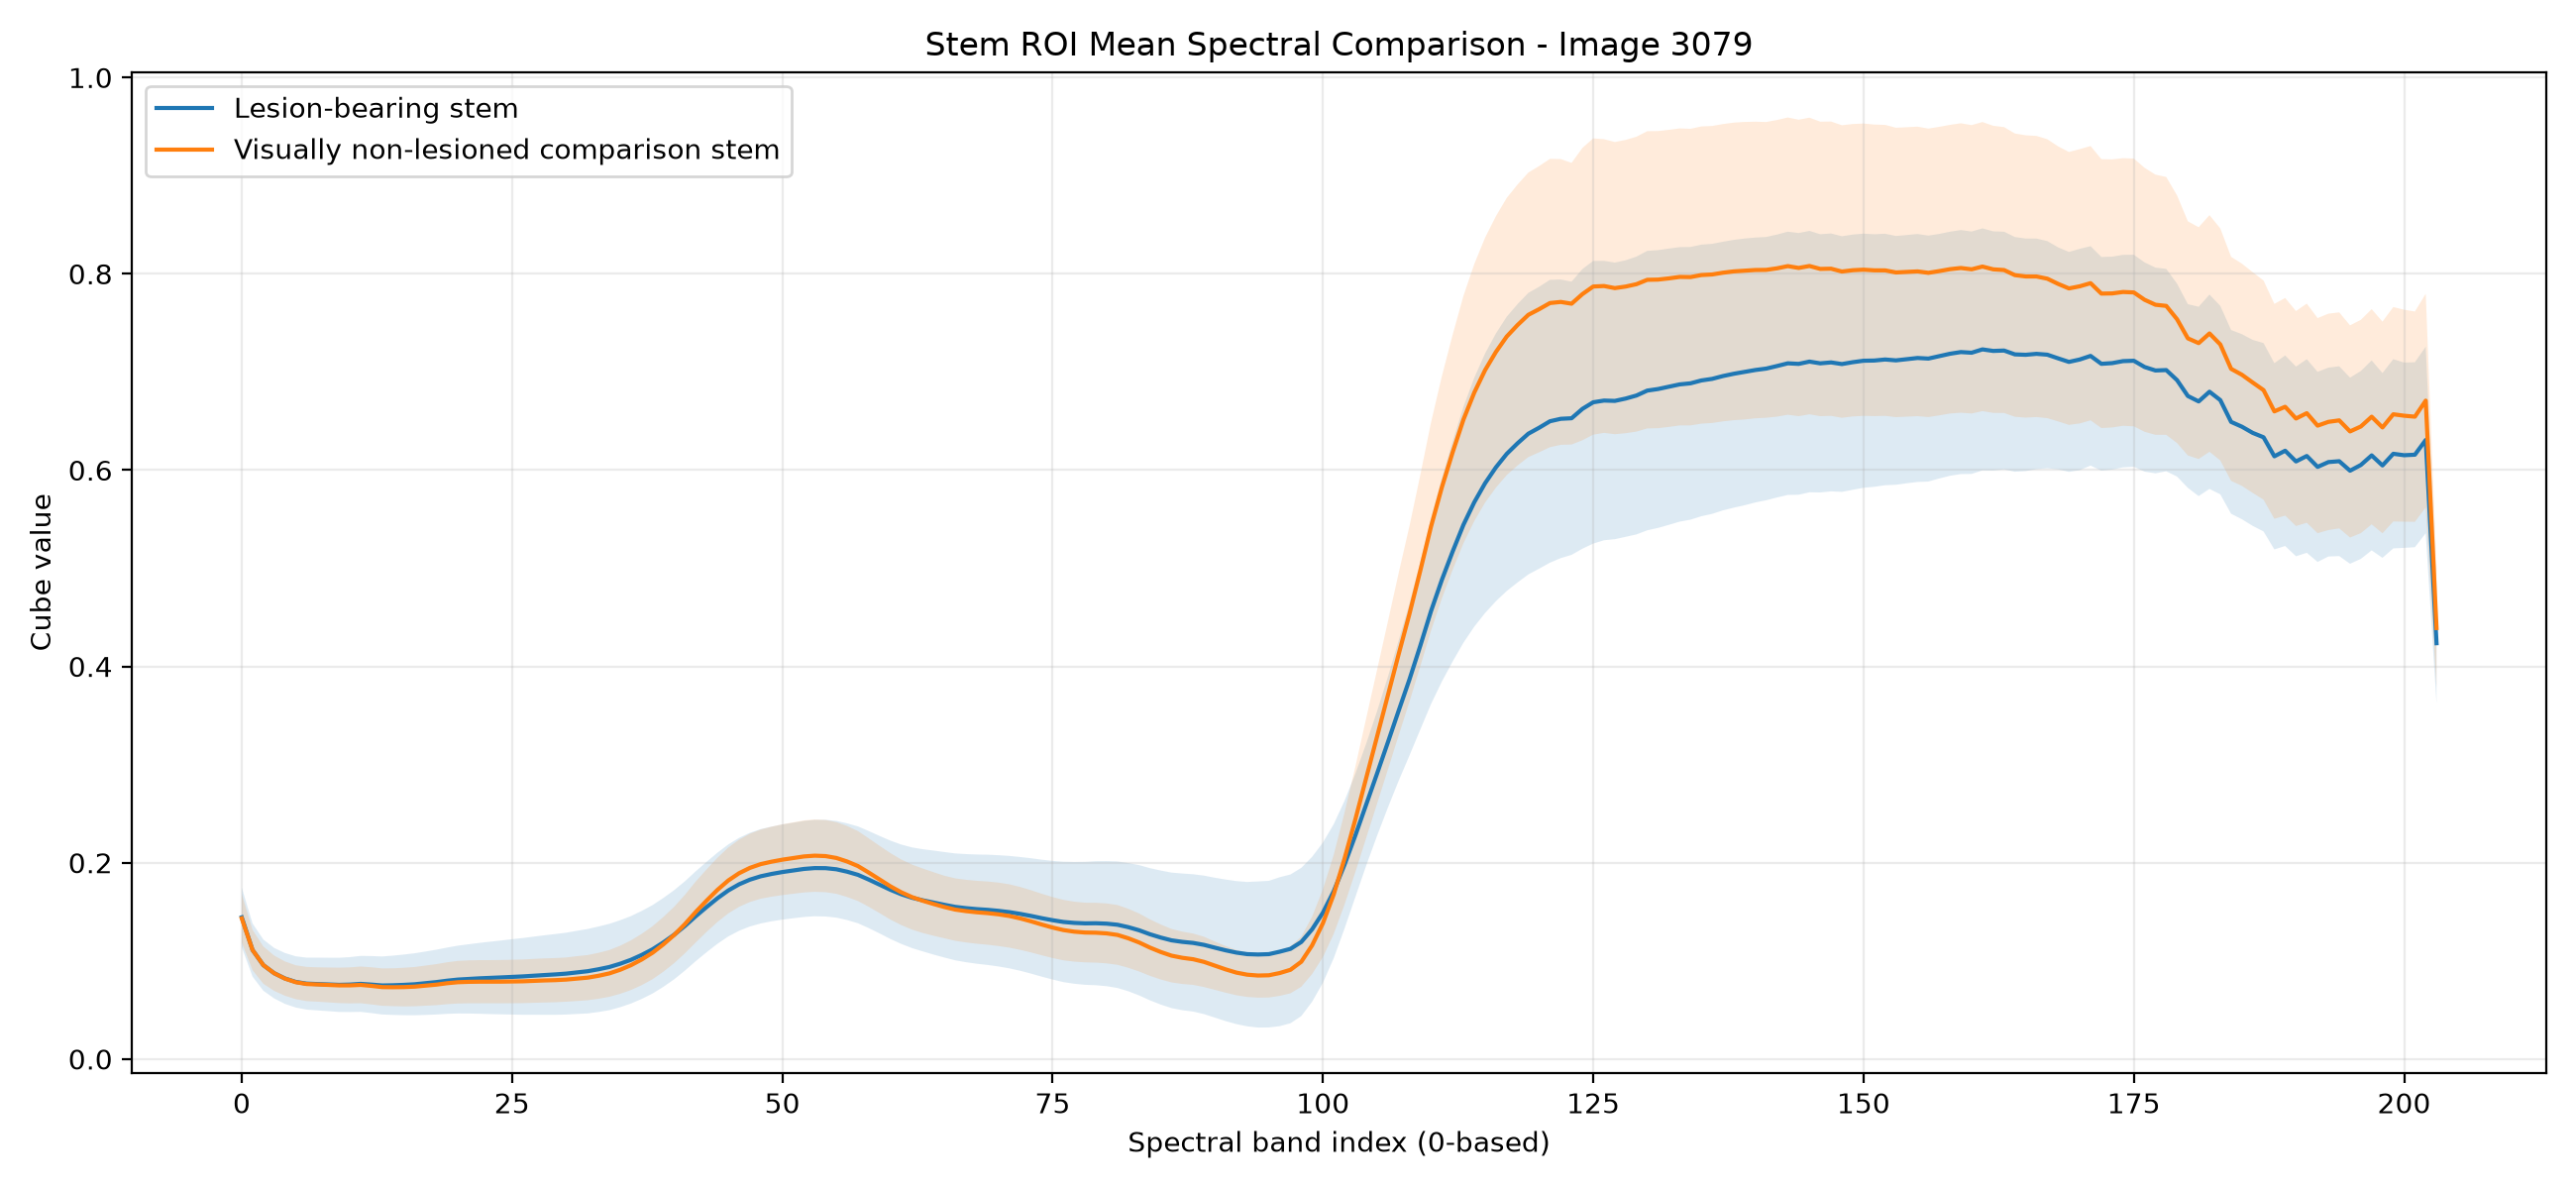 Stem ROI Mean Spectral Comparison - Image 3079
1.0
0.8
0.6
0.4
0.2
0.0
Cube value
Lesion-bearing stem
Visually non-lesioned comparison stem
0 25 50 75 100 125 150 175 200
Spectral band index (0-based)